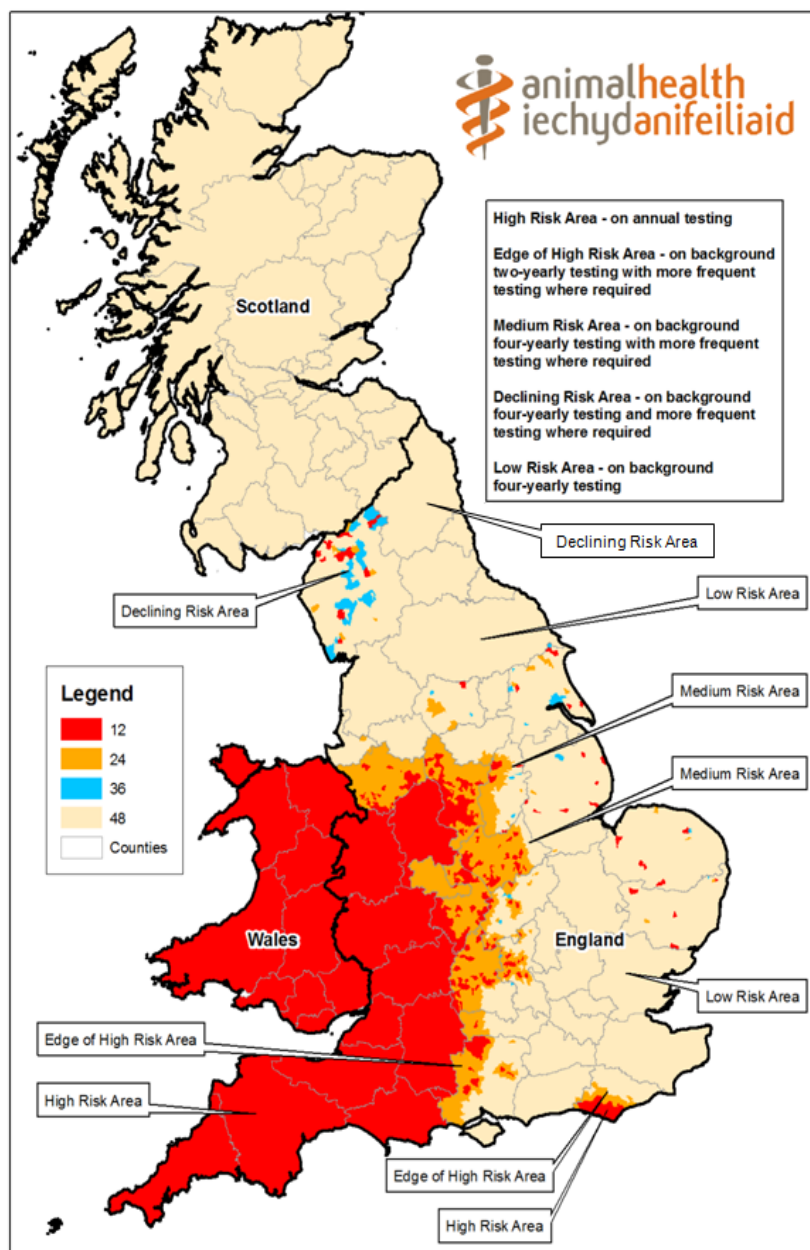 animalhealth
iechydanifeiliaid
High Risk Area - on annual testing
Edge of High Risk Area - on background
two-yearly testing with more frequent
testing where required
Medium Risk Area - on background
four-yearly testing with more frequent
testing where required
Declining Risk Area - on background
four-yearly testing and more frequent
testing where required
Low Risk Area - on background
four-yearly testing
Scotland
Declining Risk Area
Low Risk Area
Declining Risk Area
Legend
12
24
36
48
Counties
Medium Risk Area
Medium Risk Area
Wales
England
Low Risk Area
Edge of High Risk Area
High Risk Area
Edge of High Risk Area
High Risk Area